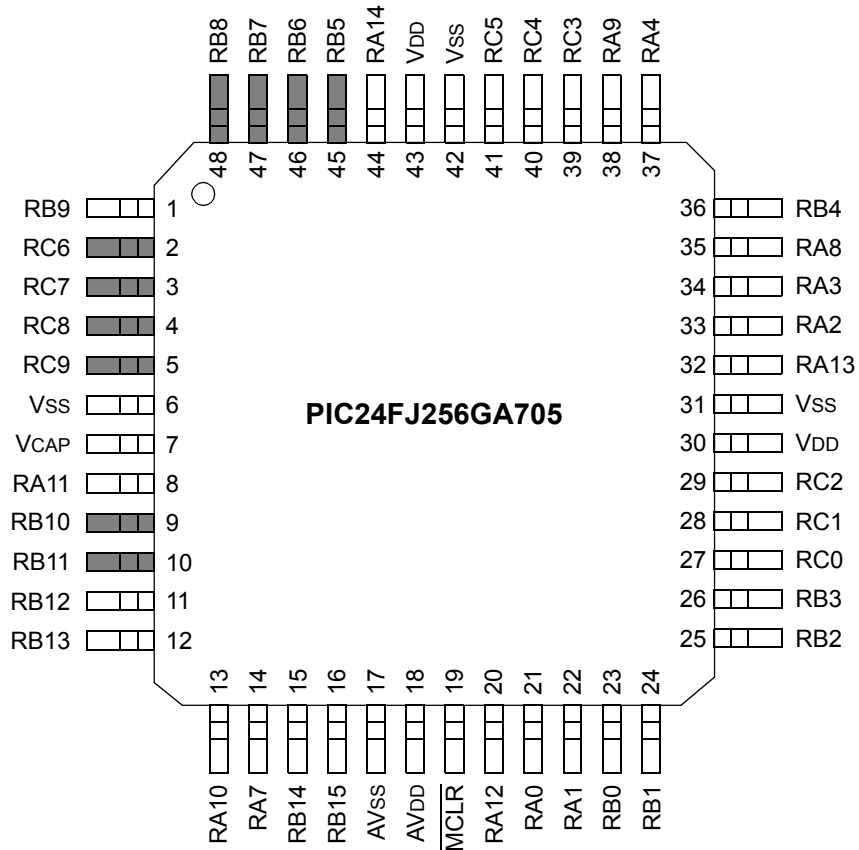 RB8 RB7 RB6 RB5 RA14 VDD VSS RC5 RC4 RC3 RA9 RA4
48 47 46 45 44 43 42 41 40 39 38 37
RB9 1 36 RB4
RC6 2 35 RA8
RC7 3 34 RA3
RC8 4 33 RA2
RC9 5 32 RA13
VSS 6 PIC24FJ256GA705 31 VSS
VCAP 7 30 VDD
RA11 8 29 RC2
RB10 9 28 RC1
RB11 10 27 RC0
RB12 11 26 RB3
RB13 12 25 RB2
13 14 15 16 17 18 19 20 21 22 23 24
RA10 RA7 RB14 RB15 AVSS AVDD MCLR RA12 RA0 RA1 RB0 RB1